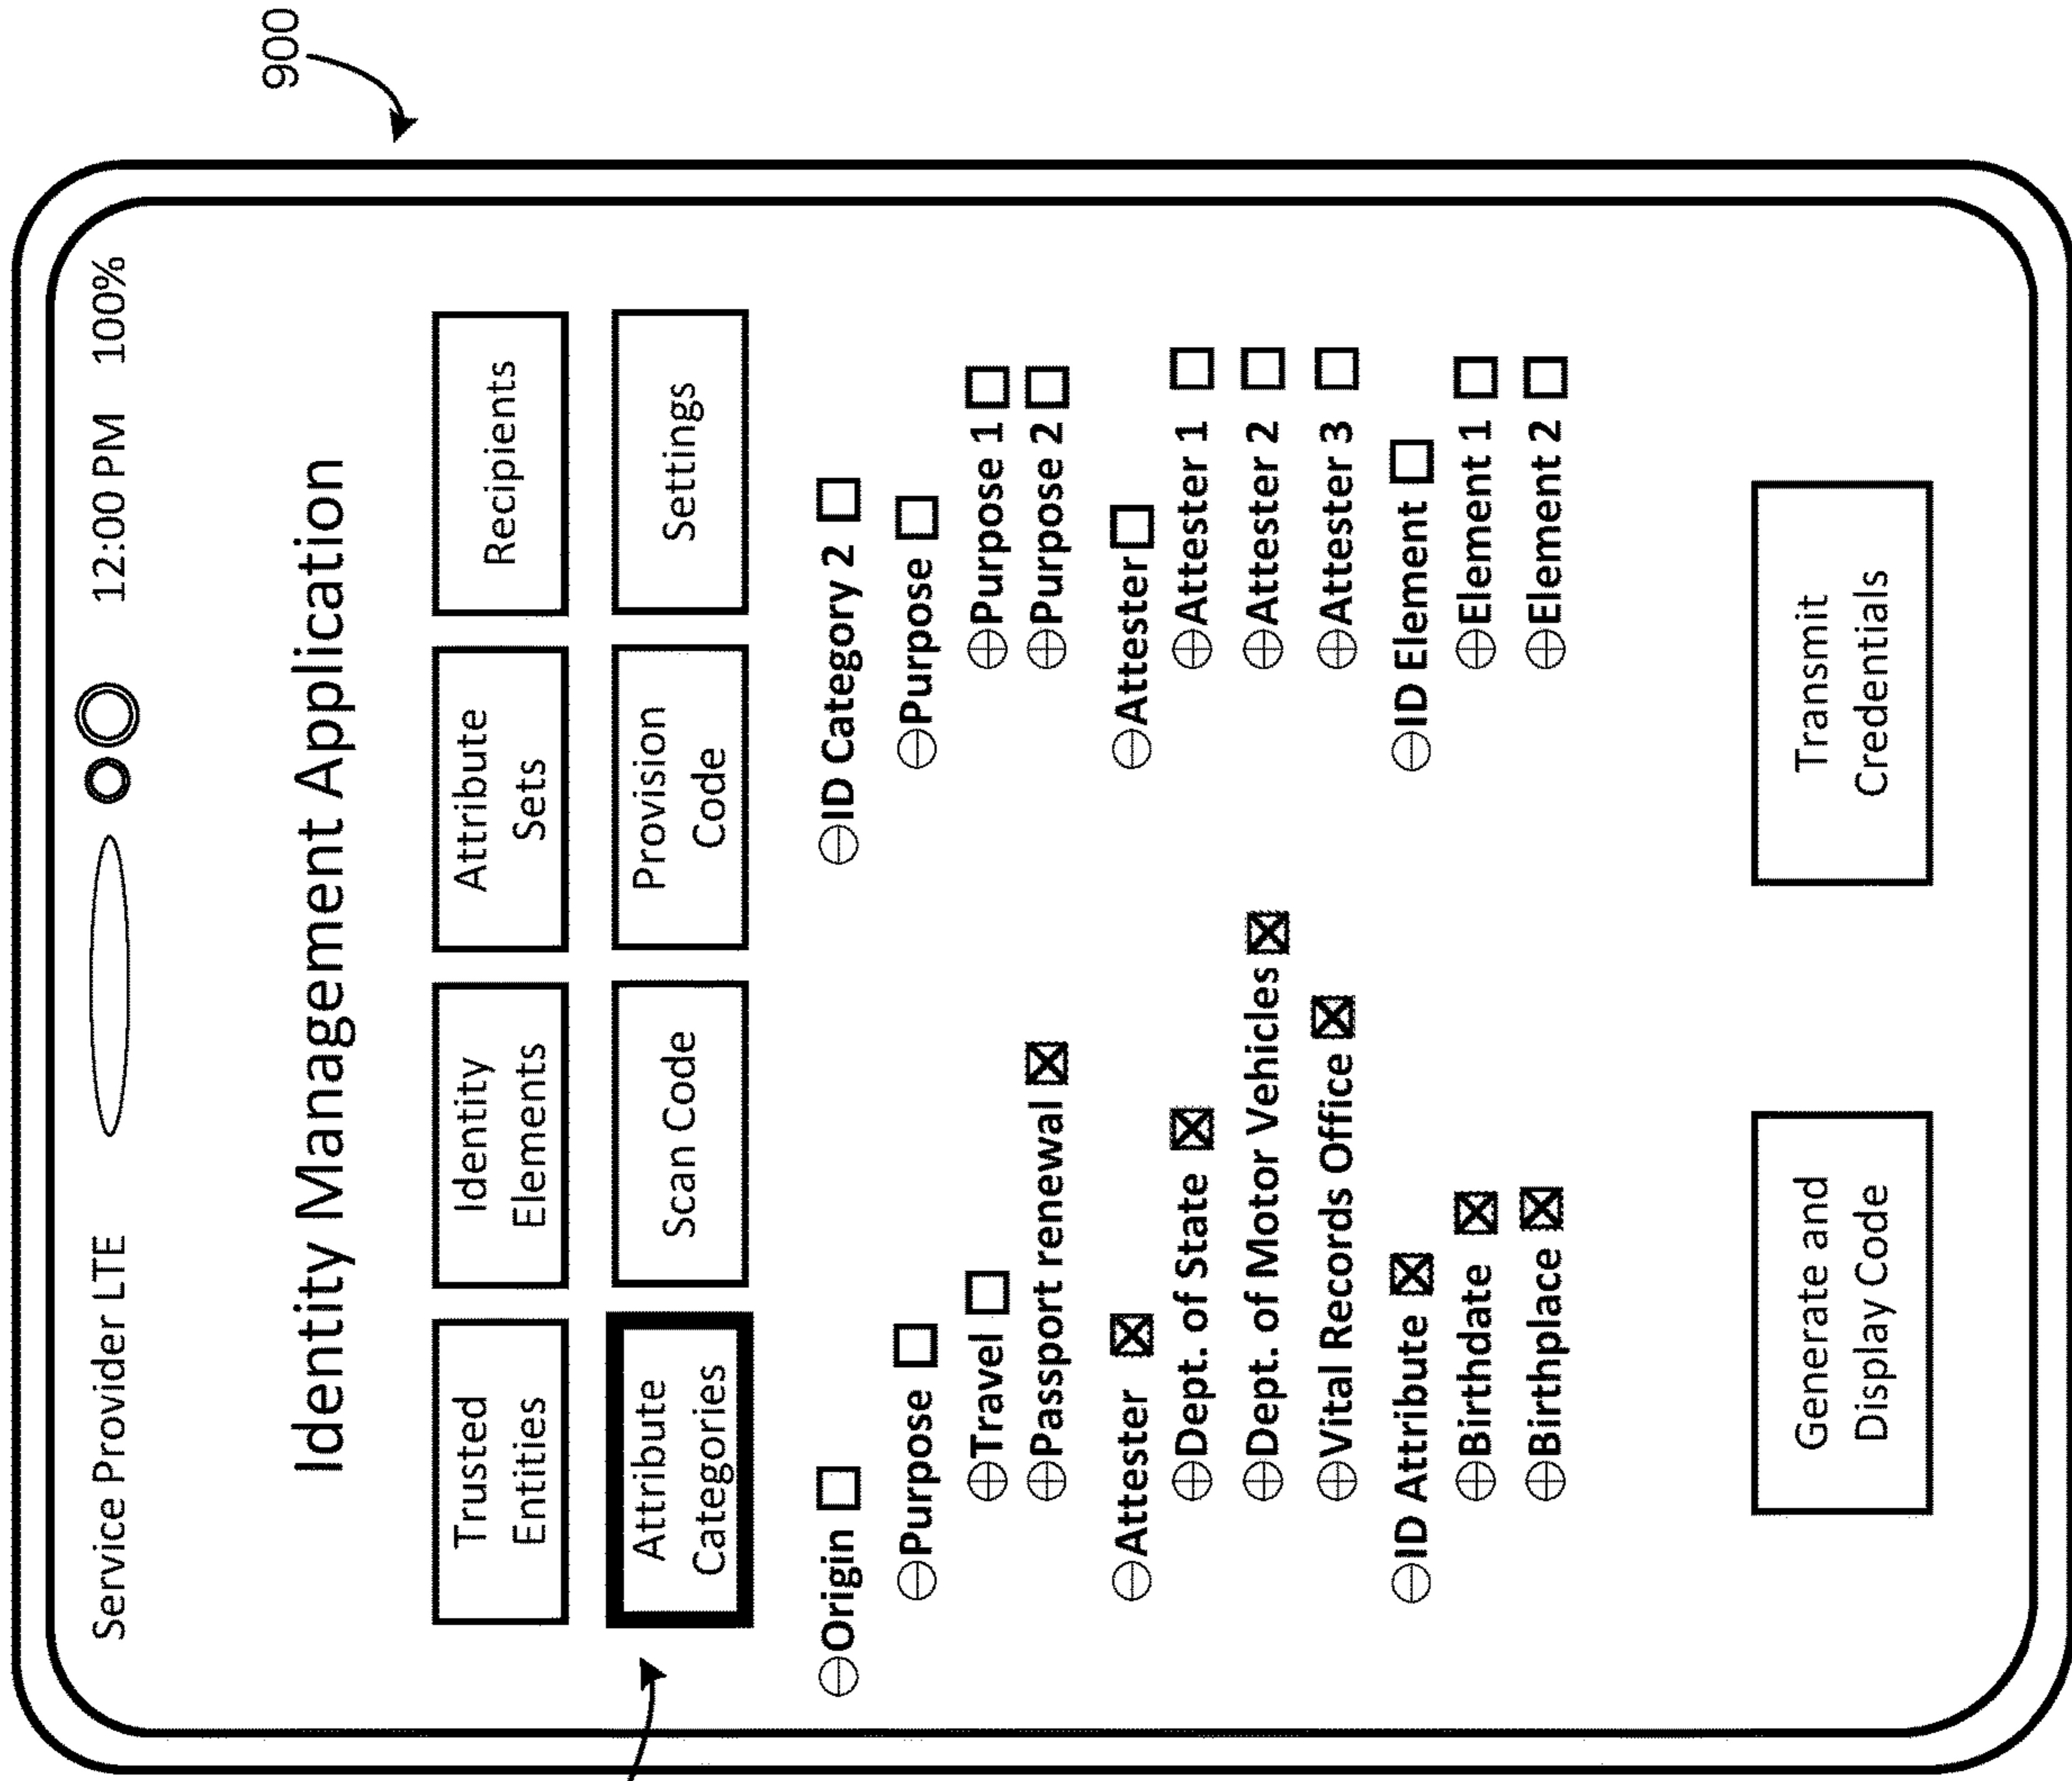 900
Service Provider LTE 12:00 PM 100%
Identity Management Application
Trusted
Entities
Identity
Elements
Attribute
Sets
Recipients
Attribute
Categories
Scan Code
Provision
Code
Settings
Origin
Purpose
Travel
Passport renewal
Attester
Dept. of State
Dept. of Motor Vehicles
Vital Records Office
ID Attribute
Birthdate
Birthplace
ID Category 2
Purpose
Purpose 1
Purpose 2
Attester
Attester 1
Attester 2
Attester 3
ID Element
Element 1
Element 2
Generate and
Display Code
Transmit
Credentials